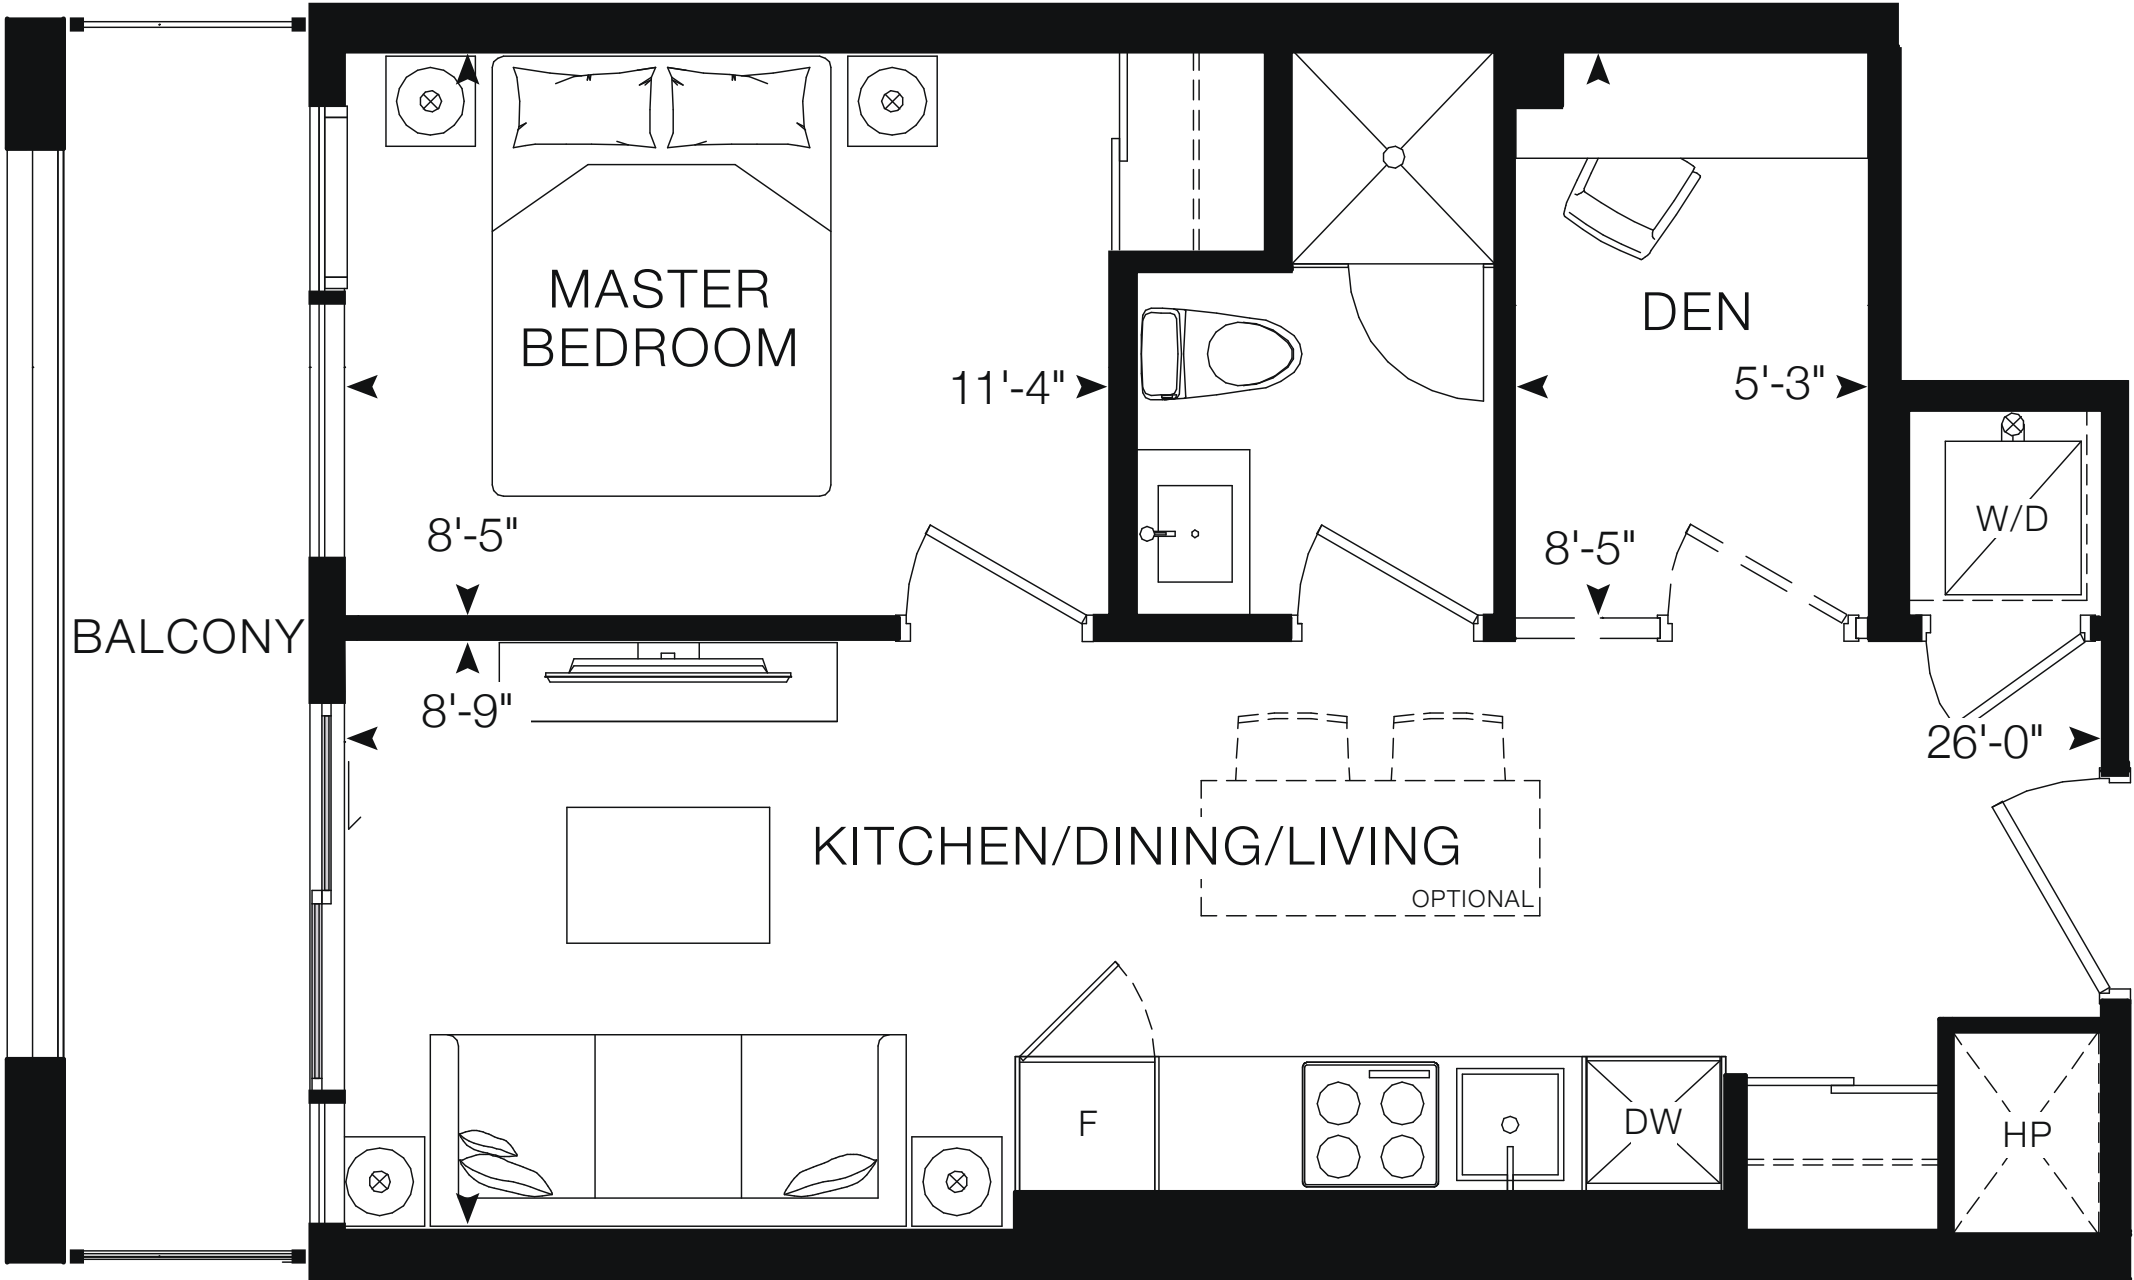 MASTER
BEDROOM
11'-4"
8'-5"
DEN
5'-3"
8'-5"
W/D
BALCONY
8'-9"
26'-0"
KITCHEN/DINING/LIVING
OPTIONAL
F
DW
HP